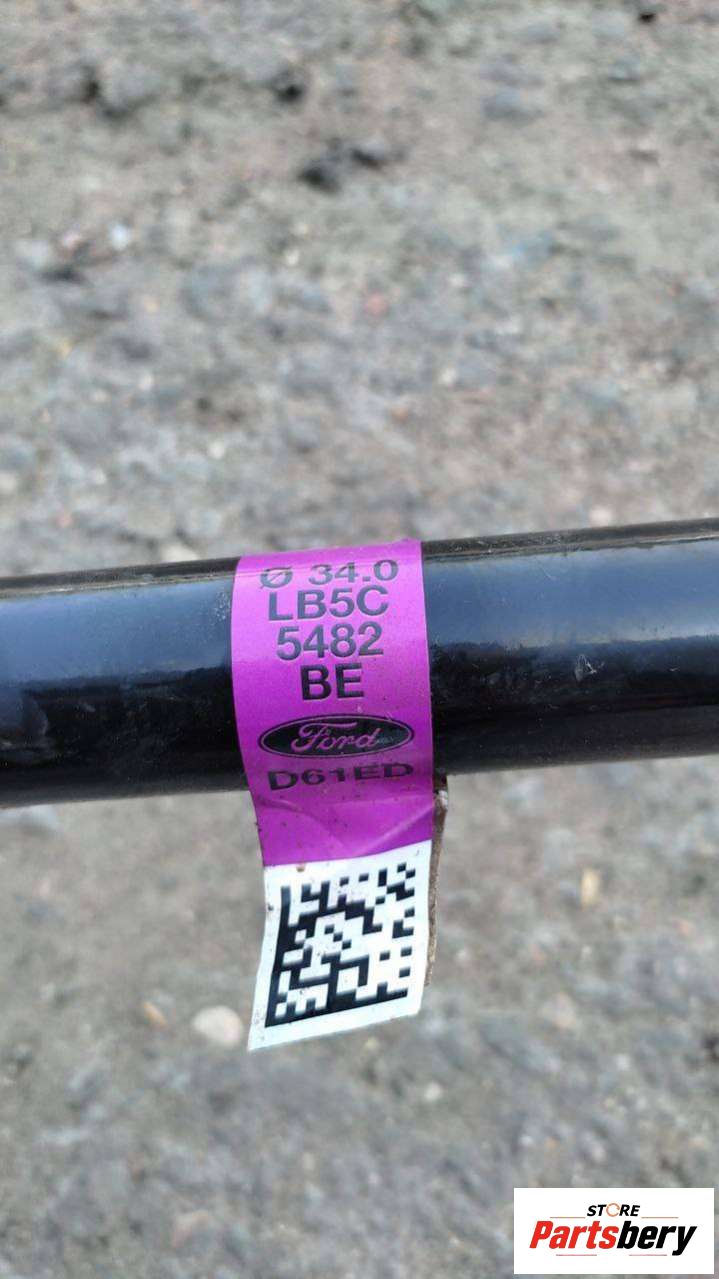 Ø 34.0
LB5C
5482
BE
Ford
D61ED
STORE
Partsbery